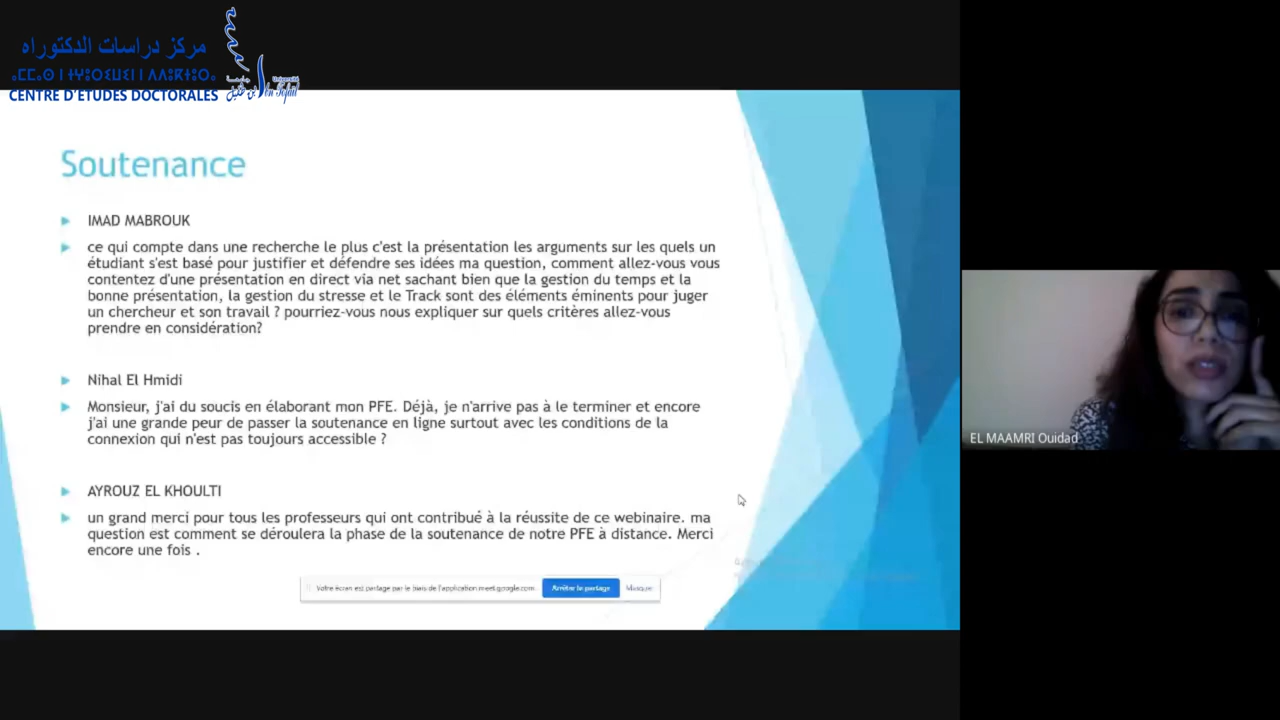 مركز دراسات الدكتوراه
CENTRE D'ETUDES DOCTORALES
Université
Ibn Tofail
Soutenance
IMAD MABROUK
ce qui compte dans une recherche le plus c'est la présentation les arguments sur les quels un
étudiant s'est basé pour justifier et défendre ses idées ma question, comment allez-vous vous
contentez d'une présentation en direct via net sachant bien que la gestion du temps et la
bonne présentation, la gestion du stresse et le Track sont des éléments éminents pour juger
un chercheur et son travail ? pourriez-vous nous expliquer sur quels critères allez-vous
prendre en considération?
Nihal El Hmidi
Monsieur, j'ai du soucis en élaborant mon PFE. Déjà, je n'arrive pas à le terminer et encore
j'ai une grande peur de passer la soutenance en ligne surtout avec les conditions de la
connexion qui n'est pas toujours accessible ?
AYROUZ EL KHOULTI
un grand merci pour tous les professeurs qui ont contribué à la réussite de ce webinaire. ma
question est comment se déroulera la phase de la soutenance de notre PFE à distance. Merci
encore une fois .
Votre écran est partagé par le biais de l'application meet.google.com. Arrêter le partage Masquer
EL MAAMRI Ouidad